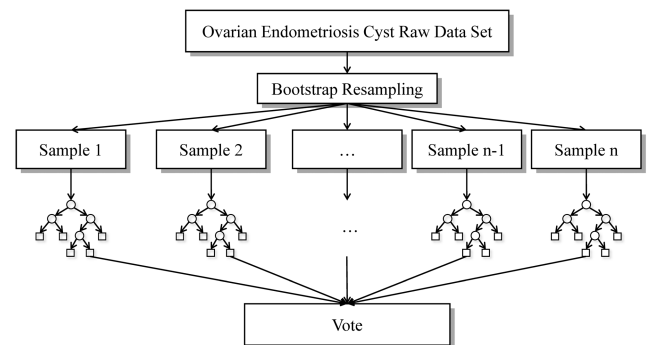 Ovarian Endometriosis Cyst Raw Data Set
Bootstrap Resampling
Sample 1
Sample 2
...
Sample n-1
Sample n
...
Vote